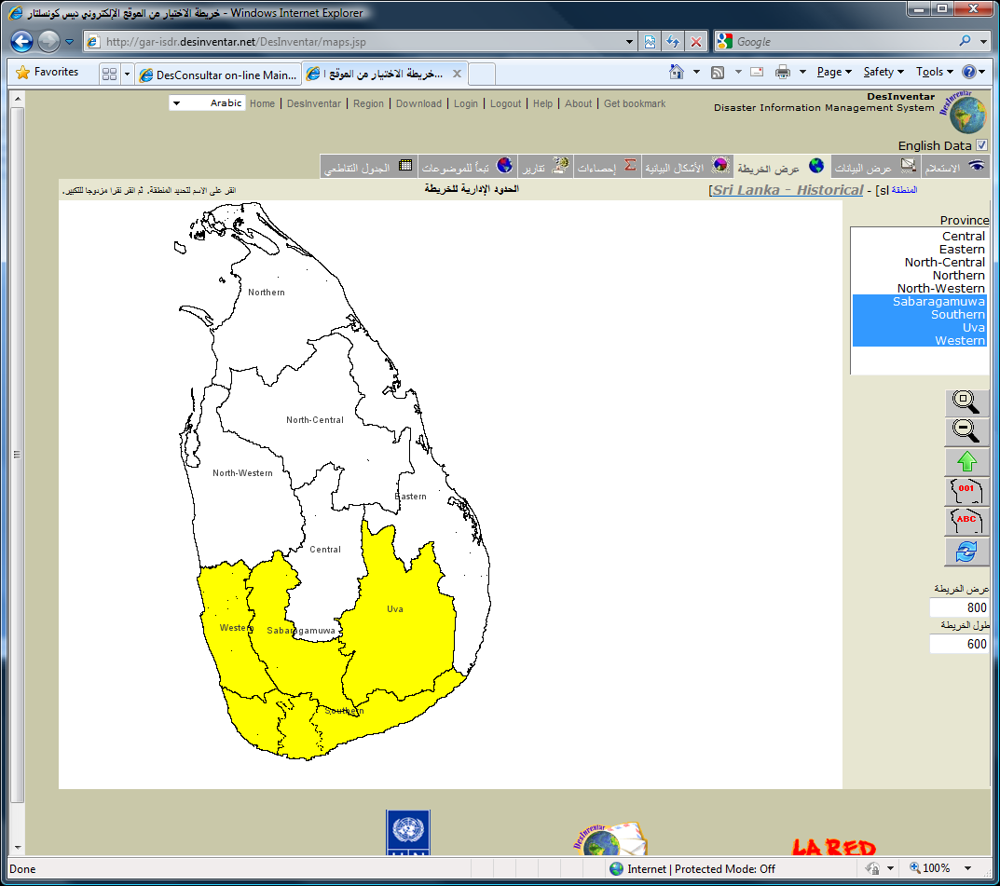 خريطة الاختيار من الموقع الإلكتروني ديس كونسلتار - Windows Internet Explorer
http://gar-isdr.desinventar.net/DesInventar/maps.jsp
Google
Favorites
DesConsultar on-line Main...
خريطة الاختيار من الموقع ا...
Page
Safety
Tools
Arabic
Home | DesInventar | Region | Download | Login | Logout | Help | About | Get bookmark
DesInventar
Disaster Information Management System
DesInventar
English Data
الاستعلام
عرض البيانات
عرض الخريطة
الأشكال البيانية
إحصاءات
تقارير
تبعاً للموضوعات
الجدول التقاطعي
المنطقة [Sri Lanka - Historical - [sl
الحدود الإدارية للخريطة
انقر على الاسم لتحديد المنطقة. ثم انقر نقرا مزدوجا للتكبير.
Province
Central
Eastern
North-Central
Northern
North-Western
Sabaragamuwa
Southern
Uva
Western
Northern
North-Central
North-Western
Eastern
Central
Uva
Western
Sabaragamuwa
Southern
001
ABC
عرض الخريطة
800
طول الخريطة
600
UN
DesInventar
LA RED
Done
Internet | Protected Mode: Off
100%